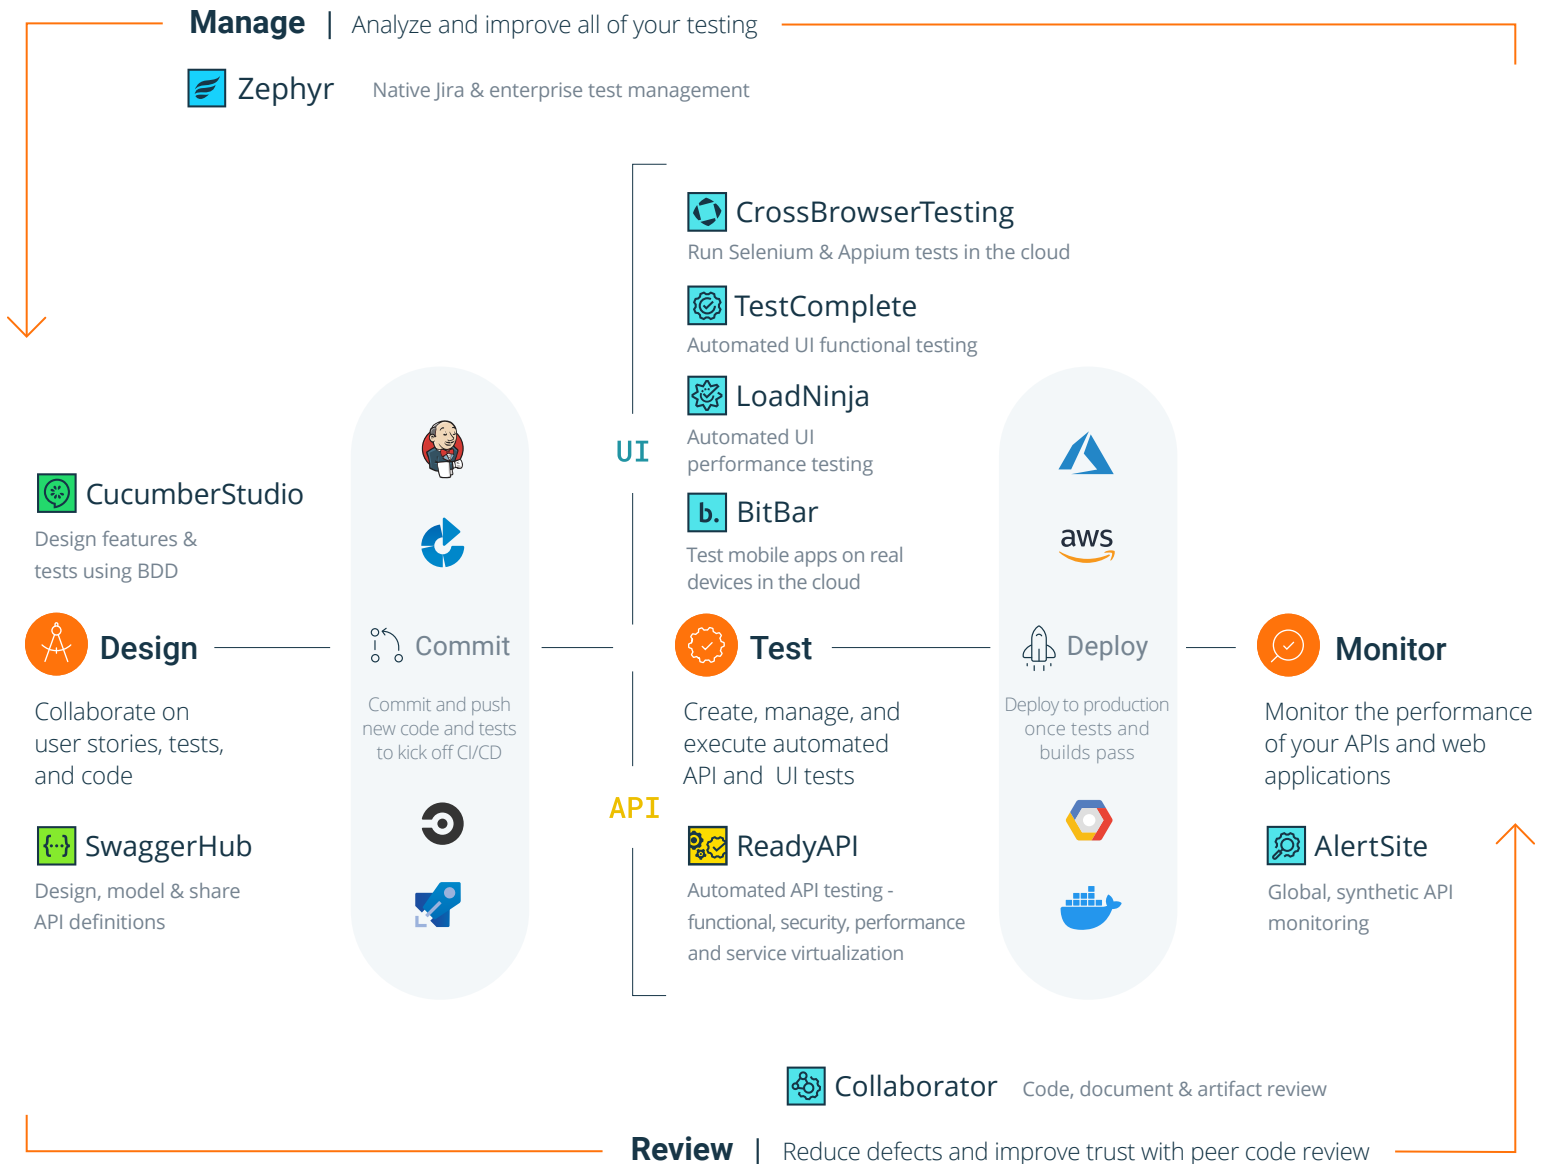 Manage | Analyze and improve all of your testing
Zephyr Native Jira & enterprise test management
CrossBrowserTesting
Run Selenium & Appium tests in the cloud
TestComplete
Automated UI functional testing
LoadNinja
Automated UI
performance testing
UI
BitBar
Test mobile apps on real
devices in the cloud
CucumberStudio
Design features &
tests using BDD
aws
Design
Collaborate on
user stories, tests,
and code
Commit
Commit and push
new code and tests
to kick off CI/CD
Test
Create, manage, and
execute automated
API and UI tests
Deploy
Deploy to production
once tests and
builds pass
Monitor
Monitor the performance
of your APIs and web
applications
API
SwaggerHub
Design, model & share
API definitions
ReadyAPI
Automated API testing -
functional, security, performance
and service virtualization
AlertSite
Global, synthetic API
monitoring
b.
{··}
Collaborator Code, document & artifact review
Review | Reduce defects and improve trust with peer code review